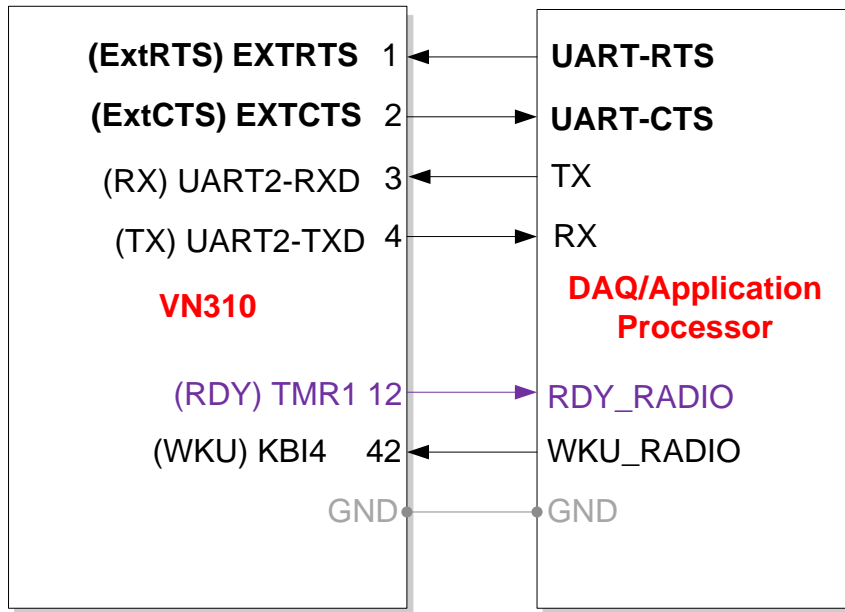 (ExtRTS) EXTRTS 1 UART-RTS
(ExtCTS) EXTCTS 2 UART-CTS
(RX) UART2-RXD 3 TX
(TX) UART2-TXD 4 RX
VN310 DAQ/Application
Processor
(RDY) TMR1 12 RDY_RADIO
(WKU) KBI4 42 WKU_RADIO
GND GND